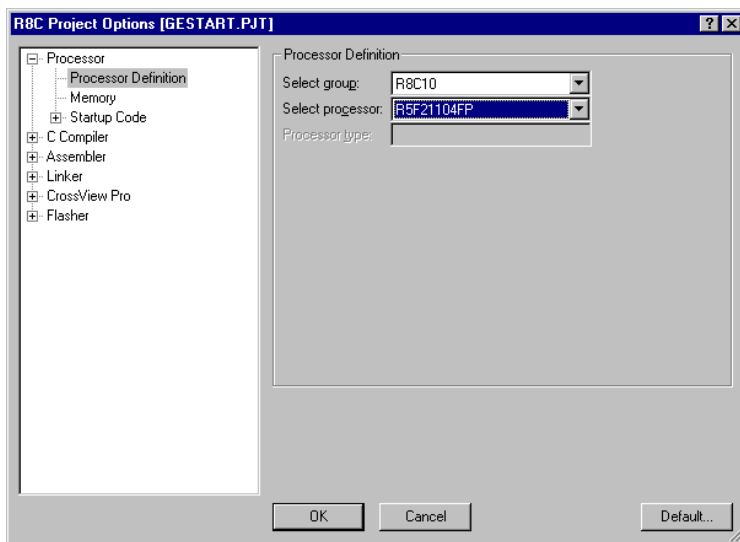 R8C Project Options [GESTART.PJT]
Processor
Processor Definition
Memory
Startup Code
C Compiler
Assembler
Linker
CrossView Pro
Flasher
Processor Definition
Select group: R8C10
Select processor: R5F21104FP
Processor type:
OK Cancel Default...